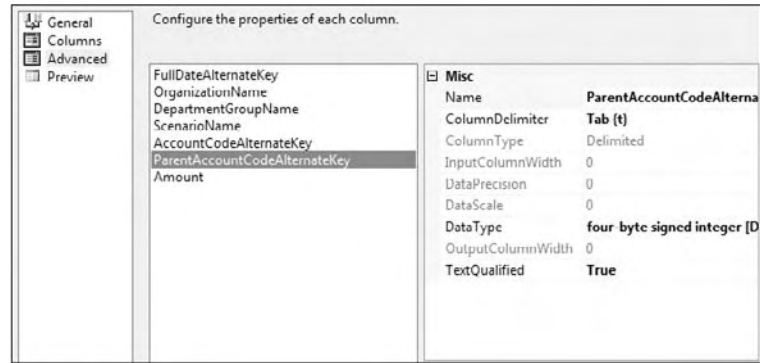 General
Columns
Advanced
Preview
Configure the properties of each column.
FullDateAlternateKey
OrganizationName
DepartmentGroupName
ScenarioName
AccountCodeAlternateKey
ParentAccountCodeAlternateKey
Amount
Misc
Name ParentAccountCodeAlterna
ColumnDelimiter Tab {t}
ColumnType Delimited
InputColumnWidth 0
DataPrecision 0
DataScale 0
DataType four-byte signed integer [D
OutputColumnWidth 0
TextQualified True